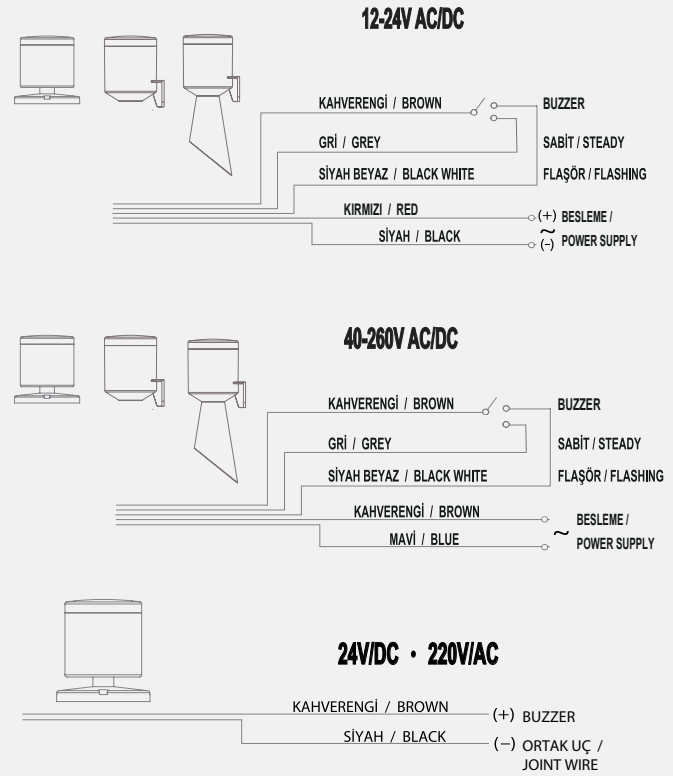 12-24V AC/DC
KAHVERENGİ / BROWN BUZZER
GRİ / GREY SABİT / STEADY
SİYAH BEYAZ / BLACK WHITE FLAŞÖR / FLASHING
KIRMIZI / RED (+) BESLEME /
SİYAH / BLACK ~ (-) POWER SUPPLY
40-260V AC/DC
KAHVERENGİ / BROWN BUZZER
GRİ / GREY SABİT / STEADY
SİYAH BEYAZ / BLACK WHITE FLAŞÖR / FLASHING
KAHVERENGİ / BROWN BESLEME /
MAVİ / BLUE ~ POWER SUPPLY
24V/DC • 220V/AC
KAHVERENGİ / BROWN (+) BUZZER
SİYAH / BLACK (−) ORTAK UÇ /
JOINT WIRE